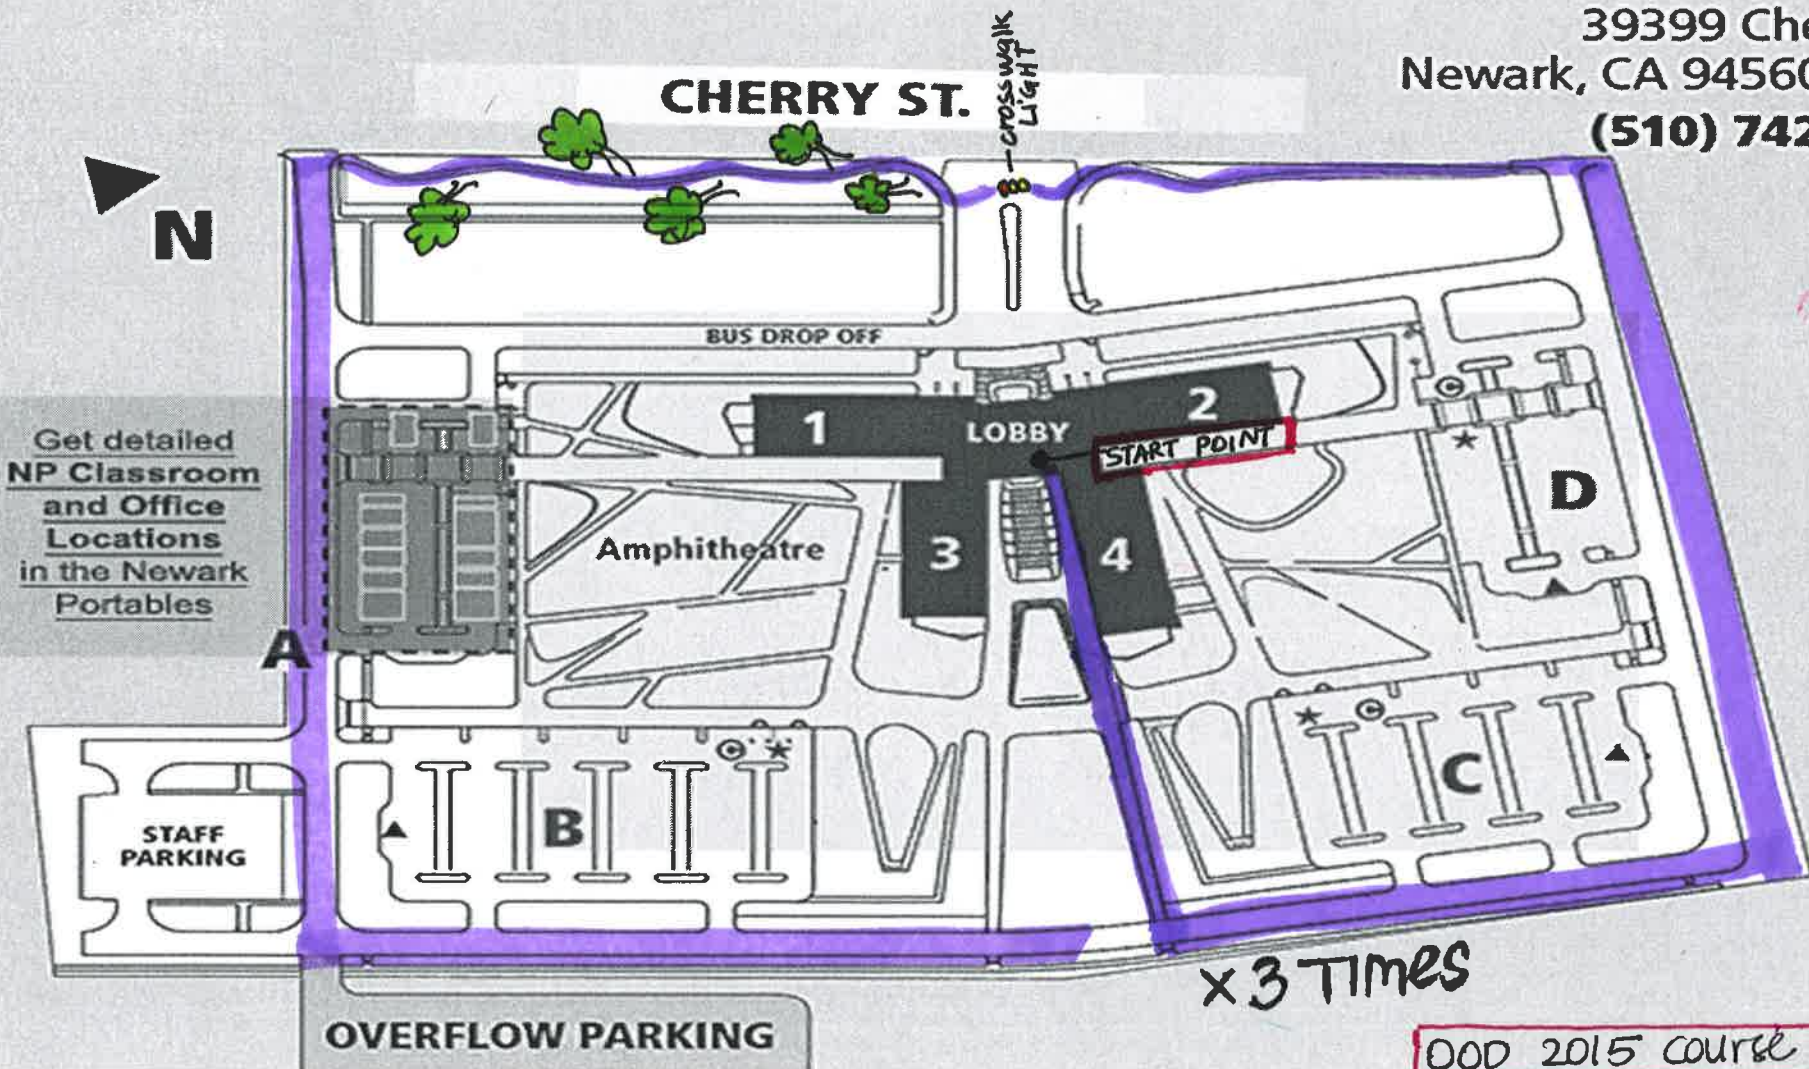 39399 Che
Newark, CA 94560
(510) 742
crosswalk
LIGHT
CHERRY ST.
N
BUS DROP OFF
1
LOBBY
2
START POINT
Get detailed
NP Classroom
and Office
Locations
in the Newark
Portables
Amphitheatre
3
4
D
A
B
C
STAFF
PARKING
x 3 TIMES
OVERFLOW PARKING
DOD 2015 course